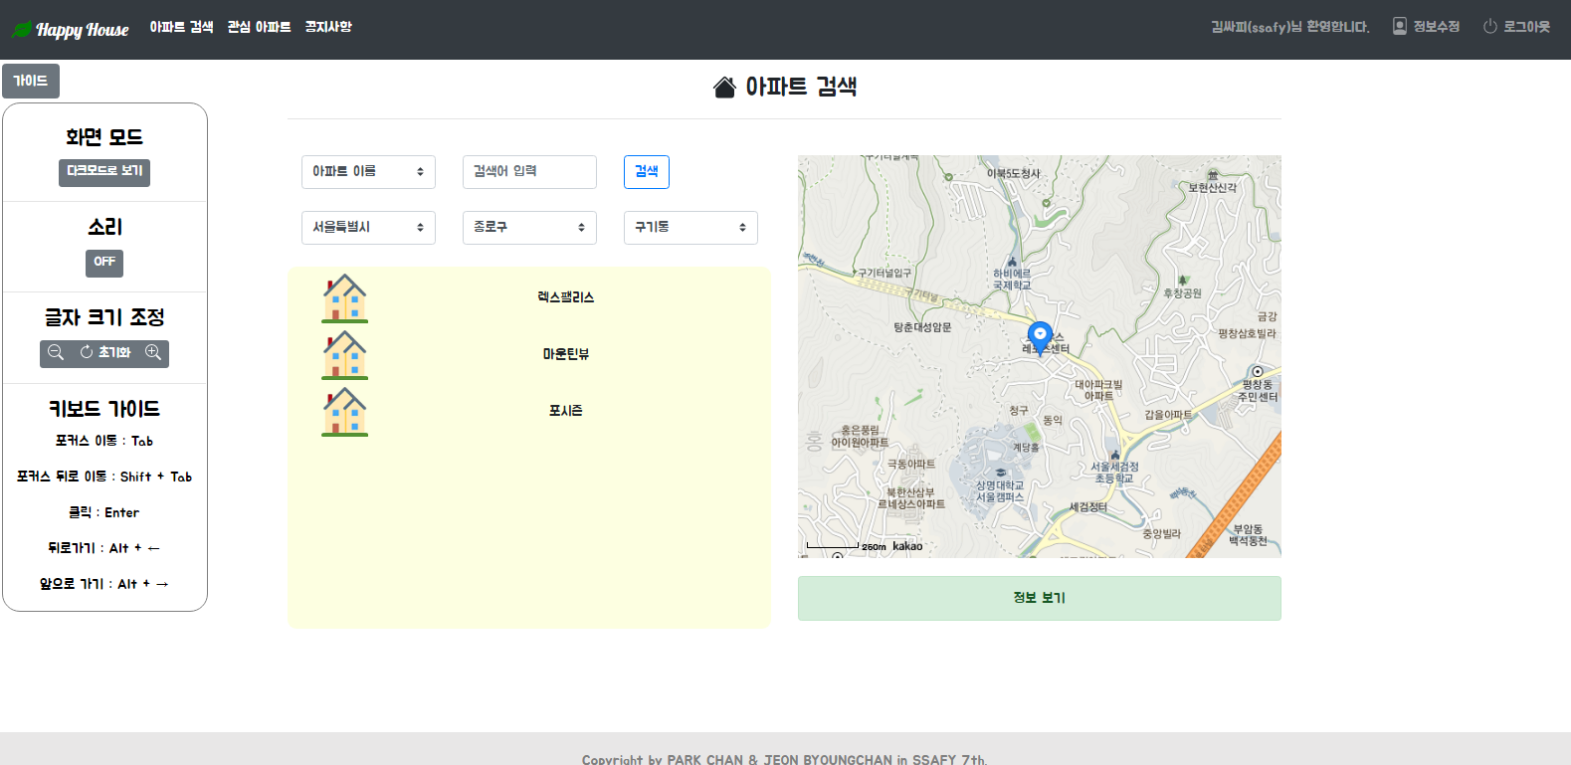 Happy House
아파트 검색
관심 아파트
공지사항
김싸피(ssafy)님 환영합니다.
정보수정
로그아웃
가이드
화면 모드
다크모드로 보기
소리
OFF
글자 크기 조정
초기화
키보드 가이드
포커스 이동 : Tab
포커스 뒤로 이동 : Shift + Tab
클릭 : Enter
뒤로가기 : Alt + ←
앞으로 가기 : Alt + →
아파트 검색
아파트 이름
검색어 입력
검색
서울특별시
종로구
구기동
렉스팰리스
마운틴뷰
포시즌
이북5도청사
보현산신각
구기터널입구
구기터널
하비에르
국제학교
후창공원
금강
평창삼호빌라
탕춘대성암문
레포츠센터
대아파크빌
아파트
평창동
주민센터
청구
동익
갑을아파트
홍은풍림
아이원아파트
계당홀
극동아파트
서울세검정
초등학교
상명대학교
서울캠퍼스
북한산삼부
르네상스아파트
세검정터
중앙빌라
부암동
백석동천
250m kakao
정보 보기
Copyright by PARK CHAN & JEON BYOUNGCHAN in SSAFY 7th.